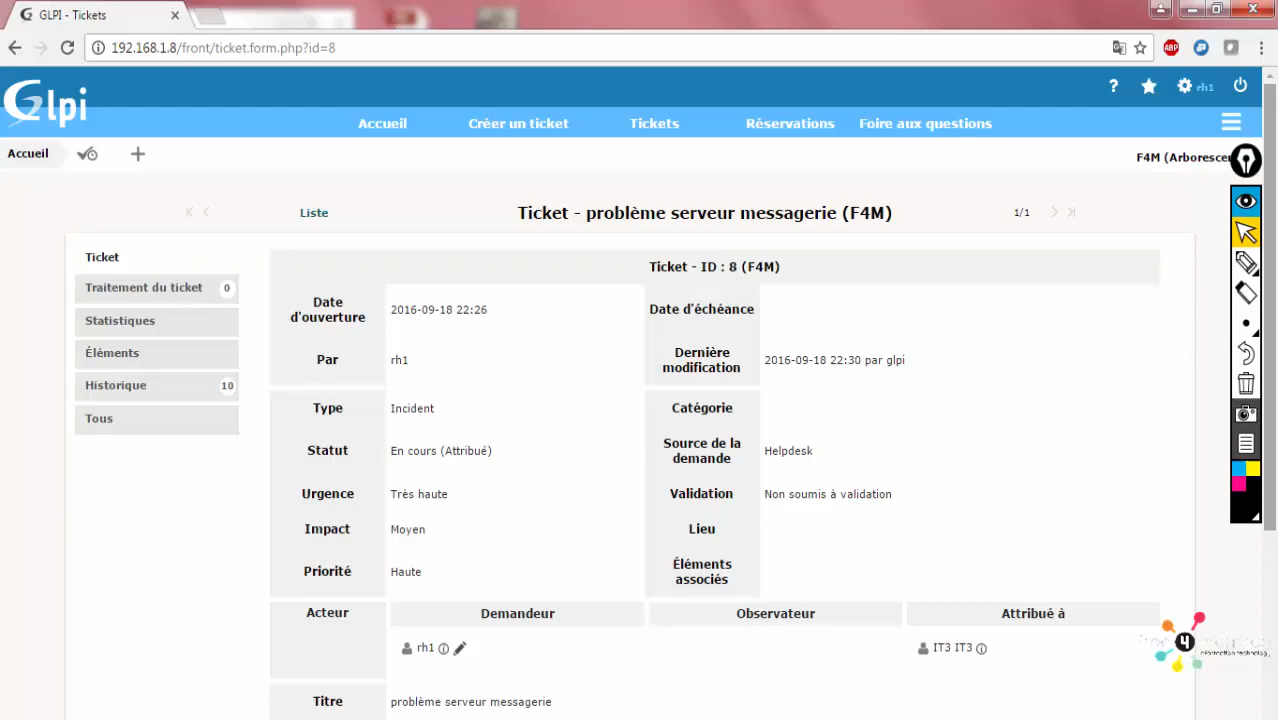 GLPI - Tickets
192.168.1.8/front/ticket.form.php?id=8
ABP
Glpi
? rh1
Accueil Créer un ticket Tickets Réservations Foire aux questions
Accueil F4M (Arborescen
Liste Ticket - problème serveur messagerie (F4M) 1/1
Ticket
Traitement du ticket 0
Statistiques
Éléments
Historique 10
Tous
Ticket - ID : 8 (F4M)
Date d'ouverture 2016-09-18 22:26 Date d'échéance
Par rh1 Dernière modification 2016-09-18 22:30 par glpi
Type Incident Catégorie
Statut En cours (Attribué) Source de la demande Helpdesk
Urgence Très haute Validation Non soumis à validation
Impact Moyen Lieu
Priorité Haute Éléments associés
Acteur Demandeur Observateur Attribué à
rh1 IT3 IT3
4
information technology
Titre problème serveur messagerie